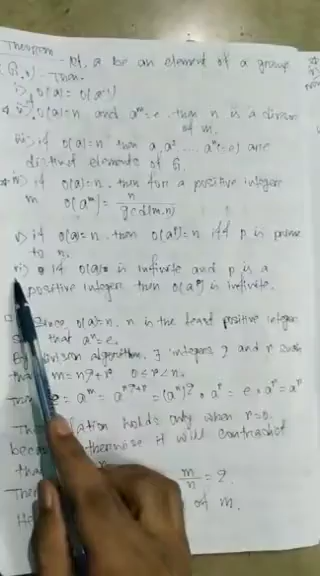 Theorem - Let, a be an element of a group
(G, o). Then.
i) o(a) = o(a⁻¹)
ii) if o(a)=n and aᵐ=e. then n is a divisor
of m.
iii) if o(a)=n then a, a² ... aⁿ(=e) are
distinct elements of G.
iv) if o(a)=n. then for a positive integer
m. o(aᵐ) = n / gcd(m,n)
v) if o(a)=n. then o(aᵖ)=n iff p is prime
to n.
vi) If o(a) is infinite and p is a
positive integer then o(aᵖ) is infinite.
Since, o(a)=n. n is the least positive integer
that aⁿ=e.
By division algorithm, ∃ integers q and r such
m = nq+r 0≤r<n.
= aᵐ = aⁿq+r = (aⁿ)q . aʳ = e . aʳ = aʳ
holds only when r=0.
otherwise it will contradict
m/n = q.
of m.